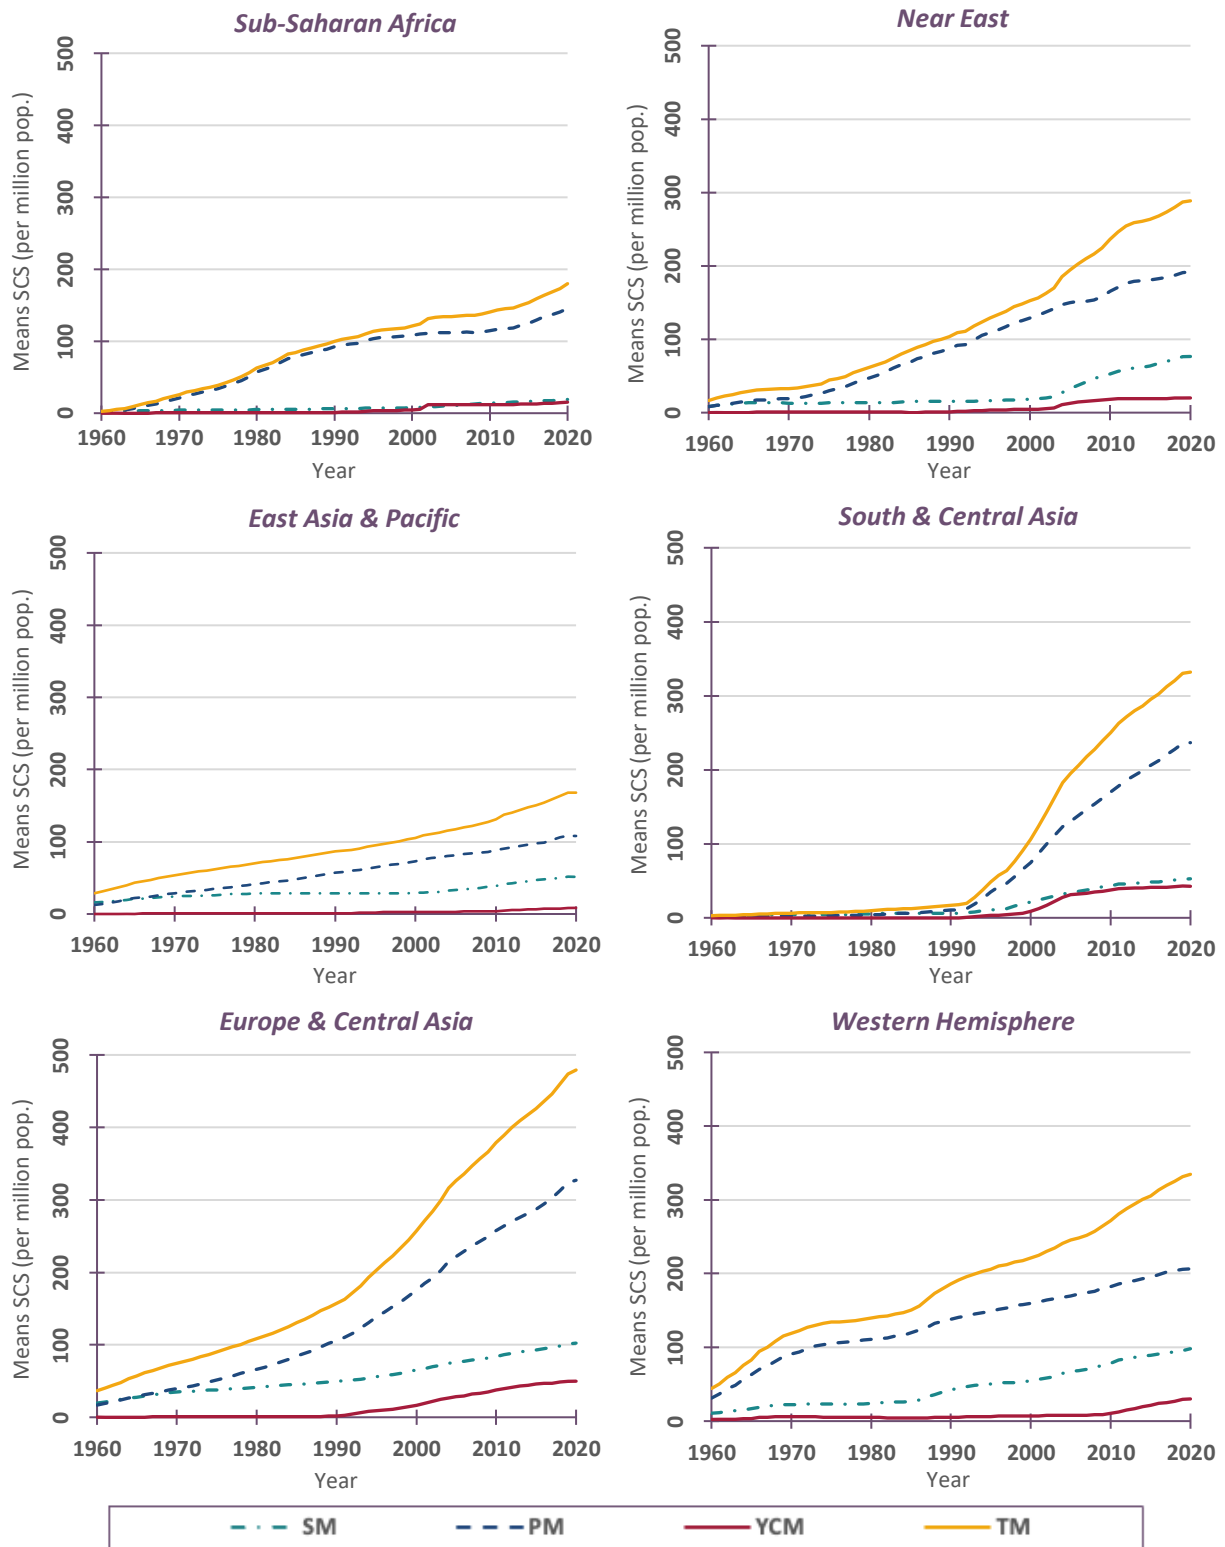 Sub-Saharan Africa
Means SCS (per million pop.)
500
400
300
200
100
0
1960 1970 1980 1990 2000 2010 2020
Year
Near East
Means SCS (per million pop.)
500
400
300
200
100
0
1960 1970 1980 1990 2000 2010 2020
Year
East Asia & Pacific
Means SCS (per million pop.)
500
400
300
200
100
0
1960 1970 1980 1990 2000 2010 2020
Year
South & Central Asia
Means SCS (per million pop.)
500
400
300
200
100
0
1960 1970 1980 1990 2000 2010 2020
Year
Europe & Central Asia
Means SCS (per million pop.)
500
400
300
200
100
0
1960 1970 1980 1990 2000 2010 2020
Year
Western Hemisphere
Means SCS (per million pop.)
500
400
300
200
100
0
1960 1970 1980 1990 2000 2010 2020
Year
SM PM YCM TM